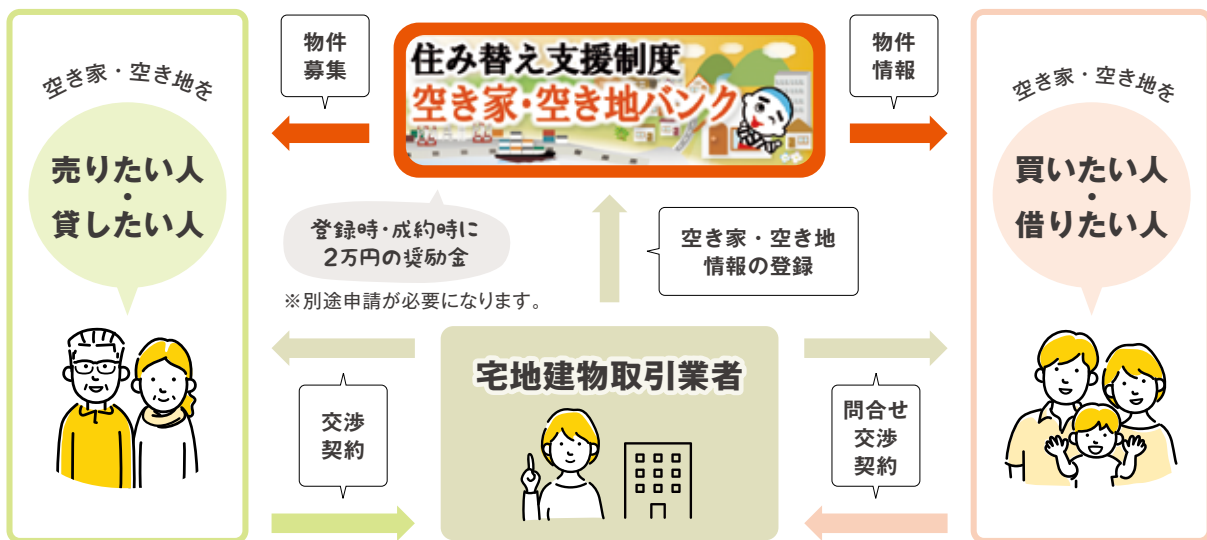 空き家・空き地を
売りたい人
・
貸したい人
物件
募集
住み替え支援制度
空き家・空き地バンク
物件
情報
登録時・成約時に
2万円の奨励金
※別途申請が必要になります。
空き家・空き地
情報の登録
宅地建物取引業者
交渉
契約
問合せ
交渉
契約
空き家・空き地を
買いたい人
・
借りたい人